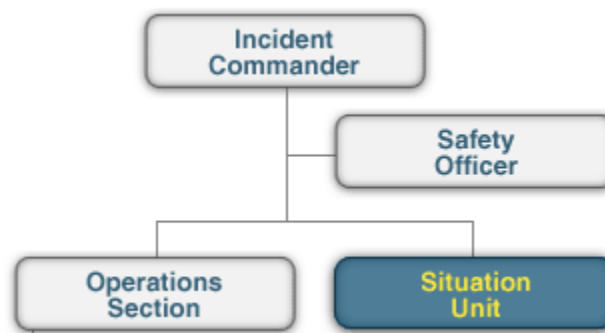 Incident
Commander
Safety
Officer
Operations
Section
Situation
Unit